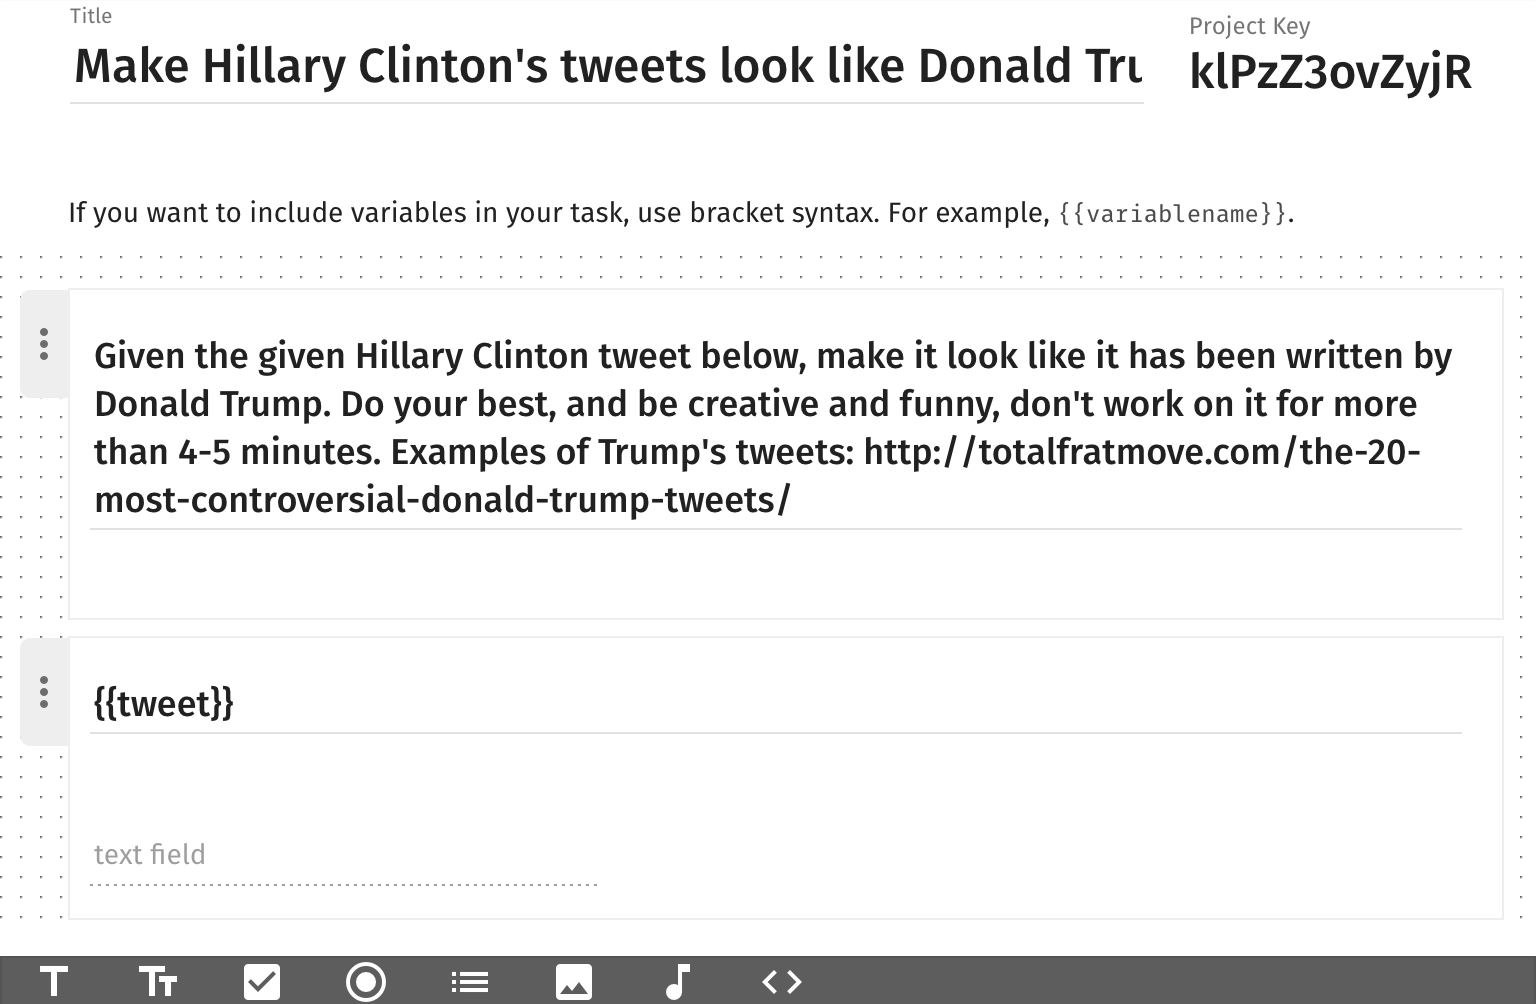 Title
Make Hillary Clinton's tweets look like Donald Tru
Project Key
klPzZ3ovZyjR
If you want to include variables in your task, use bracket syntax. For example, {{variablename}}.
Given the given Hillary Clinton tweet below, make it look like it has been written by
Donald Trump. Do your best, and be creative and funny, don't work on it for more
than 4-5 minutes. Examples of Trump's tweets: http://totalfratmove.com/the-20-
most-controversial-donald-trump-tweets/
{{tweet}}
text field